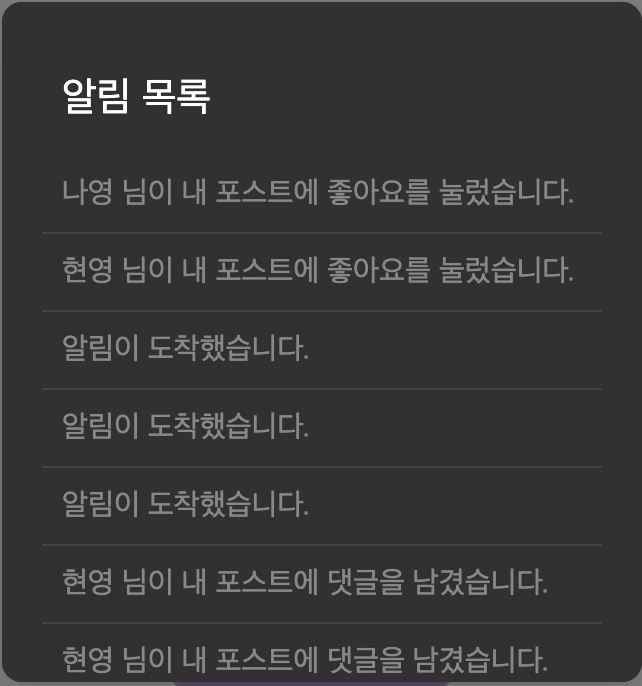 알림 목록
나영 님이 내 포스트에 좋아요를 눌렀습니다.
현영 님이 내 포스트에 좋아요를 눌렀습니다.
알림이 도착했습니다.
알림이 도착했습니다.
알림이 도착했습니다.
현영 님이 내 포스트에 댓글을 남겼습니다.
현영 님이 내 포스트에 댓글을 남겼습니다.